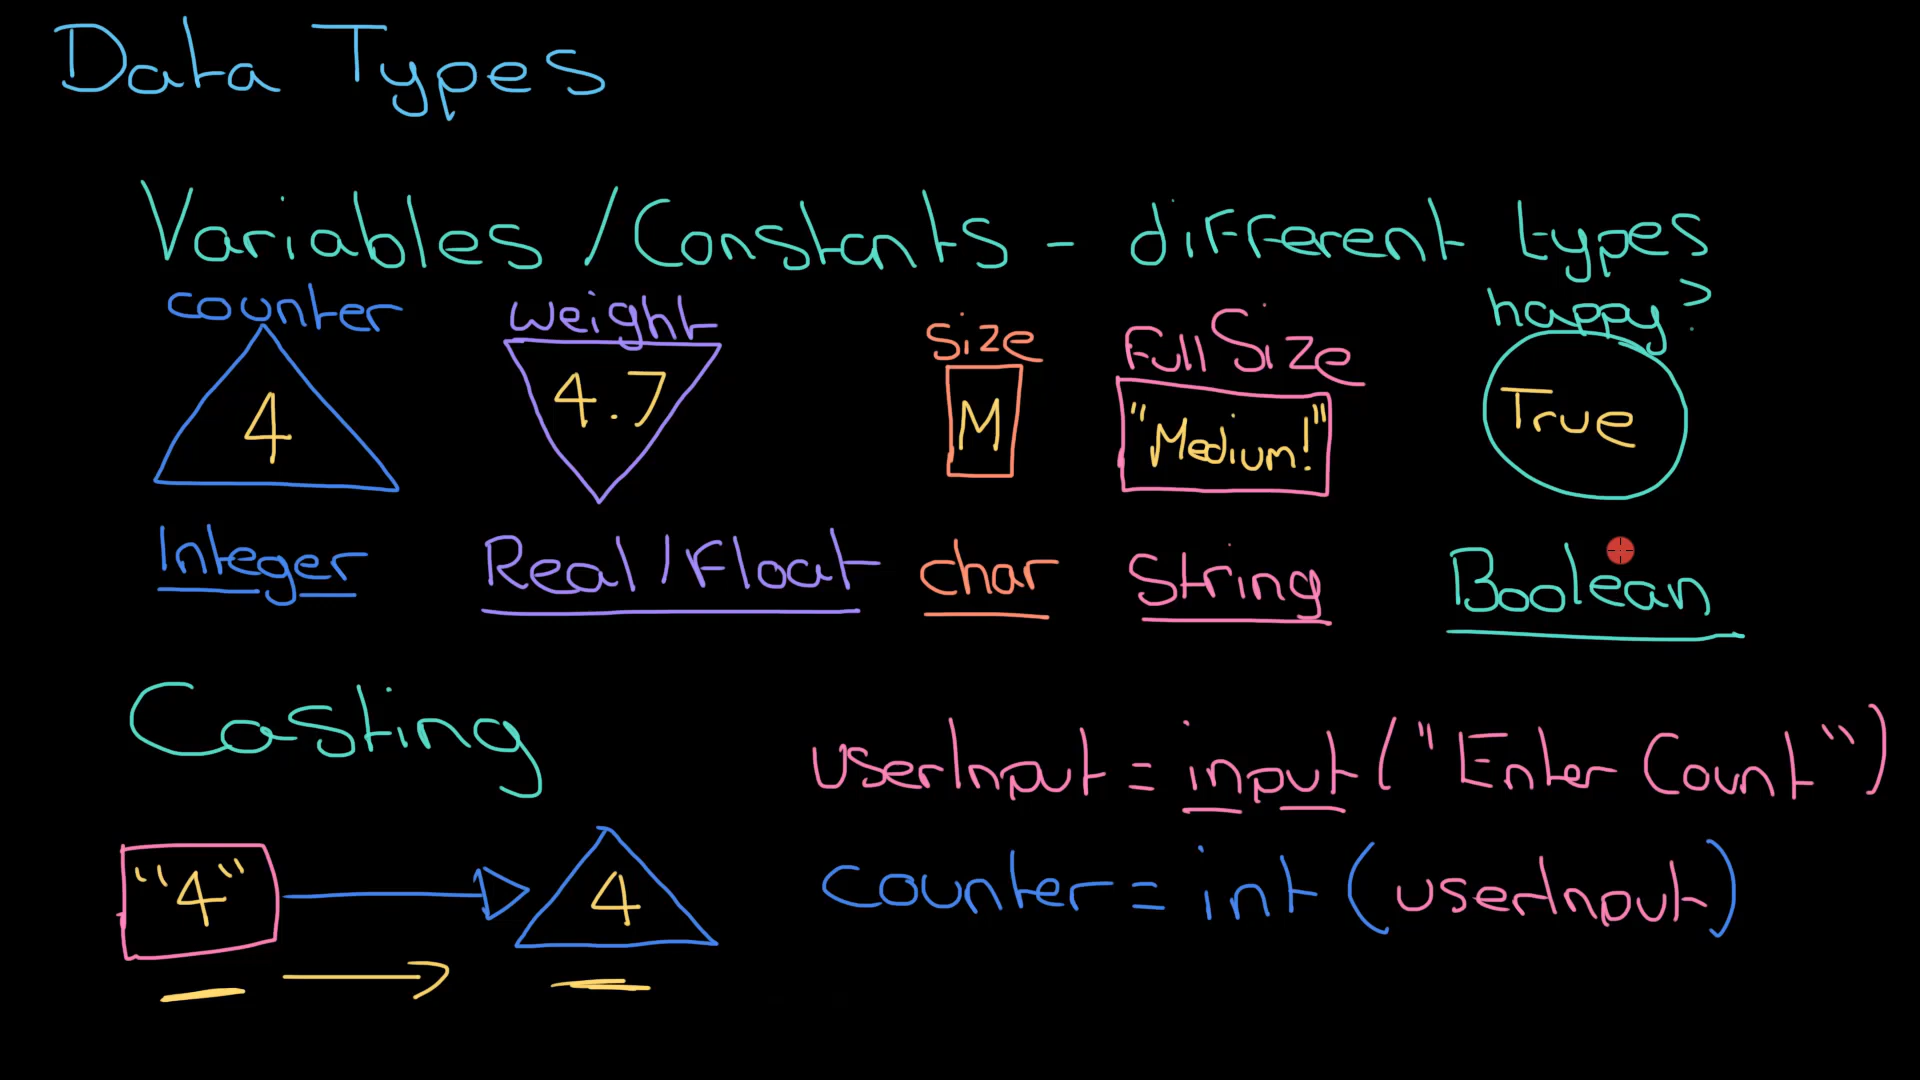 Data Types
Variables / Constants - different types
counter weight size FullSize happy?
4 4.7 M "Medium!" True
Integer Real/Float char String Boolean
Casting
userInput = input("Enter Count")
"4" 4
counter = int(userInput)